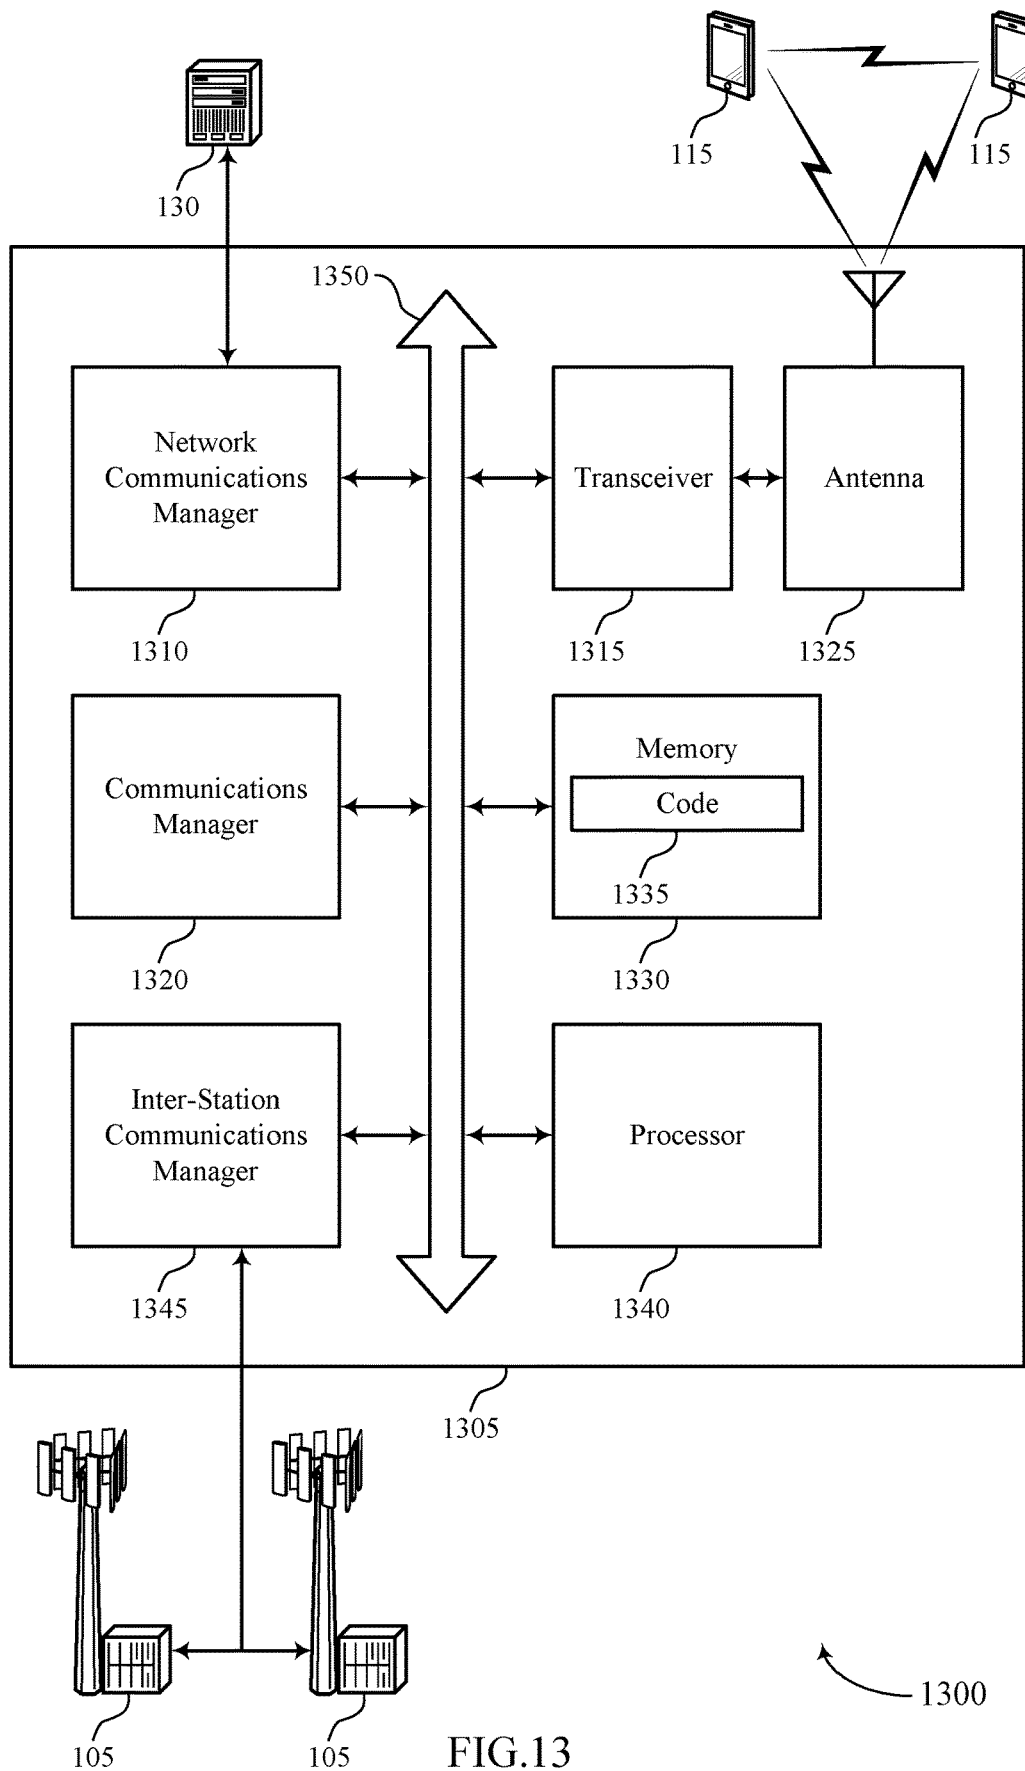 130
115
115
1350
Network
Communications
Manager
Transceiver
Antenna
1310
1315
1325
Communications
Manager
Memory
Code
1335
1320
1330
Inter-Station
Communications
Manager
Processor
1345
1340
1305
1300
105
105
FIG.13